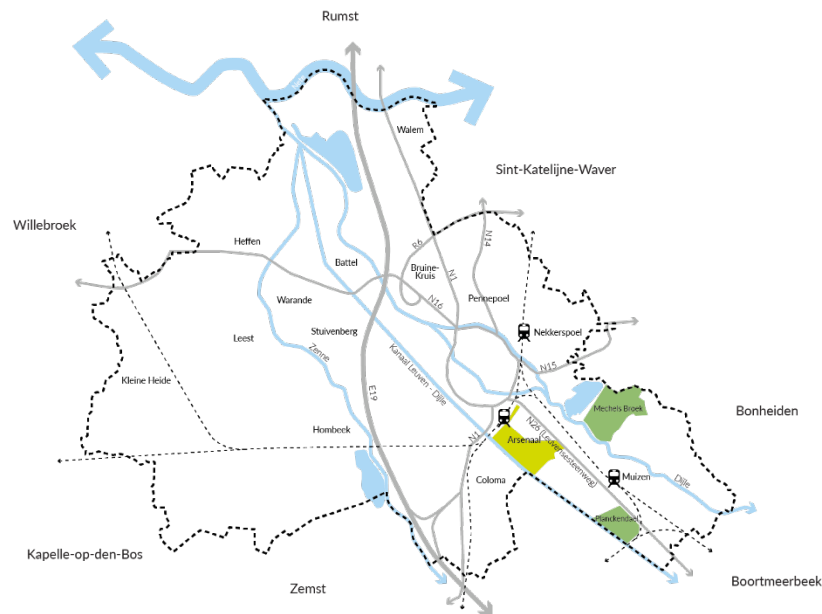 Rumst
Walem
Sint-Katelijne-Waver
Willebroek
Heffen
Battel
R6
N14
N1
Bruine-
Kruis
Pennepoel
Warande
N16
Stuivenberg
Nekkerspoel
Leest
Zenne
Kanaal Leuven - Dijle
N15
Kleine Heide
E19
Mechels Broek
Bonheiden
Hombeek
N1
Arsenaal
N26 (Leuvensesteenweg)
Coloma
Muizen
Dijle
Planckendael
Kapelle-op-den-Bos
Zemst
Boortmeerbeek